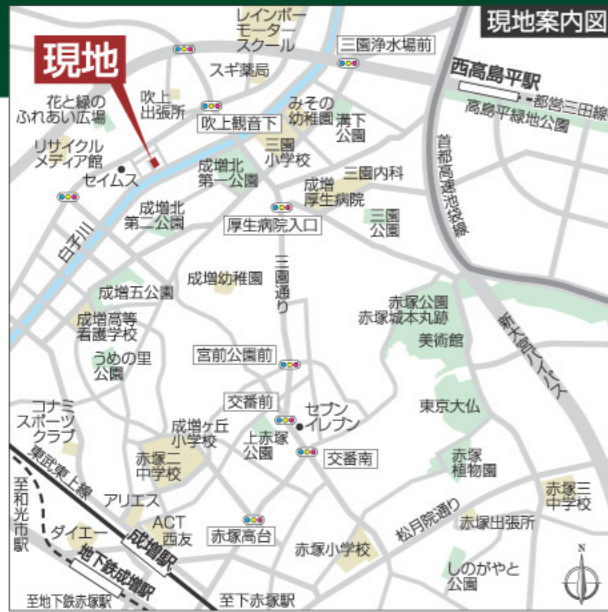 現地案内図
レインボー
モーター
スクール
三園浄水場前
現地
スギ薬局
西高島平駅
都営三田線
高島平緑地公園
花と緑の
ふれあい広場
吹上
出張所
みその
幼稚園
溝下
公園
吹上観音下
リサイクル
メディア館
三園
小学校
首都高速池袋線
セイムス
成増北
第一公園
三園内科
成増
厚生病院
白子川
成増北
第二公園
厚生病院入口
三園
公園
三園通り
成増五公園
成増幼稚園
赤塚公園
赤塚城本丸跡
美術館
成増高等
看護学校
新大宮バイパス
うめの里
公園
宮前公園前
コナミ
スポーツ
クラブ
交番前
セブン
イレブン
東京大仏
成増ヶ丘
小学校
上赤塚
公園
東武東上線
赤塚二
中学校
交番南
赤塚
植物園
至和光市駅
アリエス
赤塚三
中学校
松月院通り
ACT
西友
赤塚高台
赤塚出張所
ダイエー
成増駅
赤塚小学校
地下鉄成増駅
しのがやと
公園
至地下鉄赤塚駅
至下赤塚駅
N